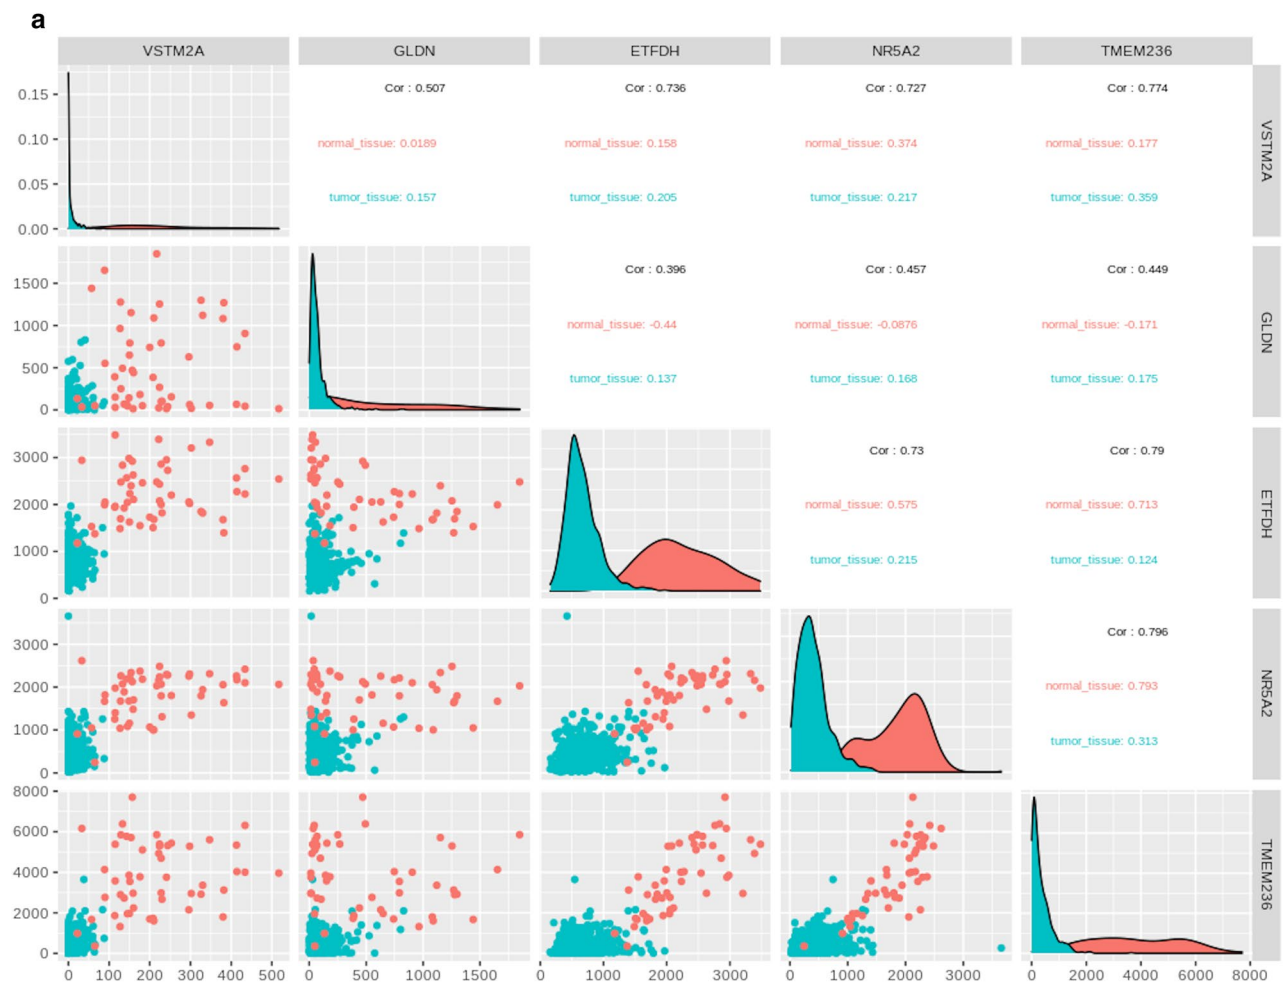 a
VSTM2A GLDN ETFDH NR5A2 TMEM236
Cor : 0.507 Cor : 0.736 Cor : 0.727 Cor : 0.774
normal_tissue: 0.0189 normal_tissue: 0.158 normal_tissue: 0.374 normal_tissue: 0.177
tumor_tissue: 0.157 tumor_tissue: 0.205 tumor_tissue: 0.217 tumor_tissue: 0.359
0.15
0.10
0.05
0.00
VSTM2A
Cor : 0.396 Cor : 0.457 Cor : 0.449
normal_tissue: -0.44 normal_tissue: -0.0876 normal_tissue: -0.171
tumor_tissue: 0.137 tumor_tissue: 0.168 tumor_tissue: 0.175
1500
1000
500
0
GLDN
Cor : 0.73 Cor : 0.79
normal_tissue: 0.575 normal_tissue: 0.713
tumor_tissue: 0.215 tumor_tissue: 0.124
3000
2000
1000
0
ETFDH
Cor : 0.796
normal_tissue: 0.793
tumor_tissue: 0.313
3000
2000
1000
0
NR5A2
8000
6000
4000
2000
0
TMEM236
0 100 200 300 400 500 0 500 1000 1500 0 1000 2000 3000 0 1000 2000 3000 0 2000 4000 6000 8000